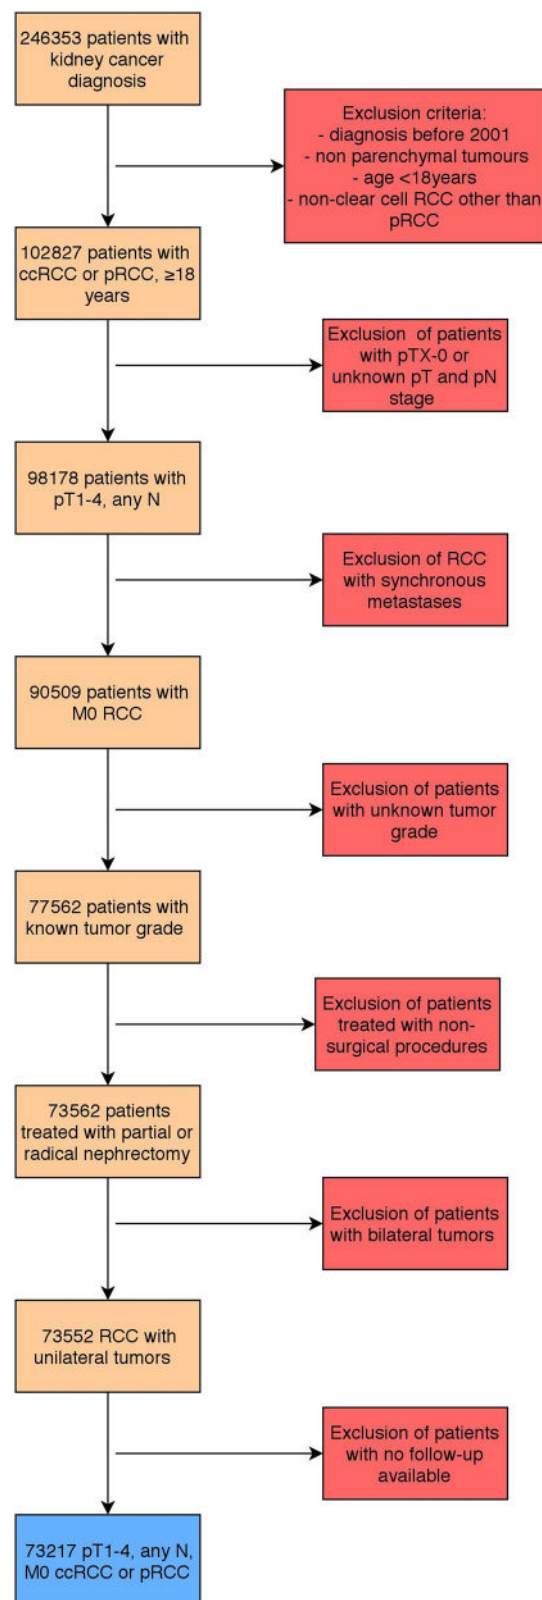 246353 patients with
kidney cancer
diagnosis
Exclusion criteria:
- diagnosis before 2001
- non parenchymal tumours
- age <18years
- non-clear cell RCC other than
pRCC
102827 patients with
ccRCC or pRCC, ≥18
years
Exclusion of patients
with pTX-0 or
unknown pT and pN
stage
98178 patients with
pT1-4, any N
Exclusion of RCC
with synchronous
metastases
90509 patients with
M0 RCC
Exclusion of patients
with unknown tumor
grade
77562 patients with
known tumor grade
Exclusion of patients
treated with non-
surgical procedures
73562 patients
treated with partial or
radical nephrectomy
Exclusion of patients
with bilateral tumors
73552 RCC with
unilateral tumors
Exclusion of patients
with no follow-up
available
73217 pT1-4, any N,
M0 ccRCC or pRCC